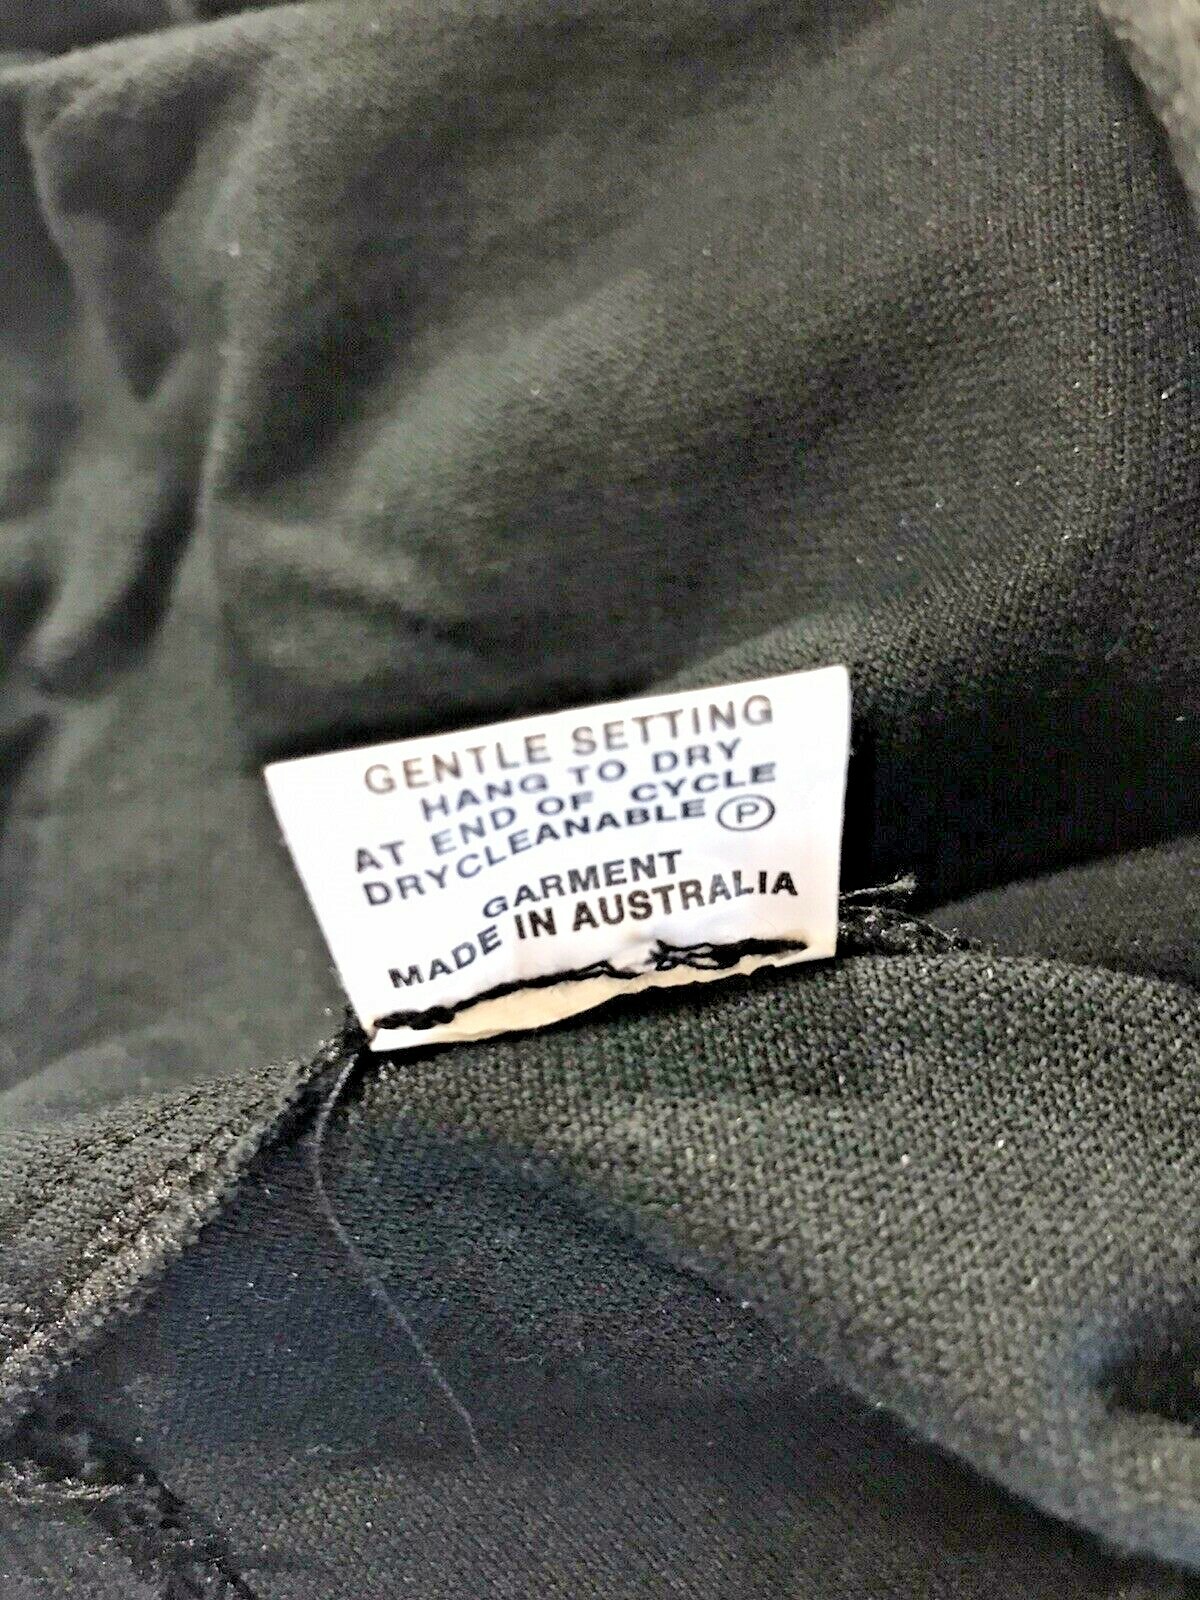 GENTLE SETTING
HANG TO DRY
AT END OF CYCLE
DRYCLEANABLE Ⓟ
GARMENT
MADE IN AUSTRALIA